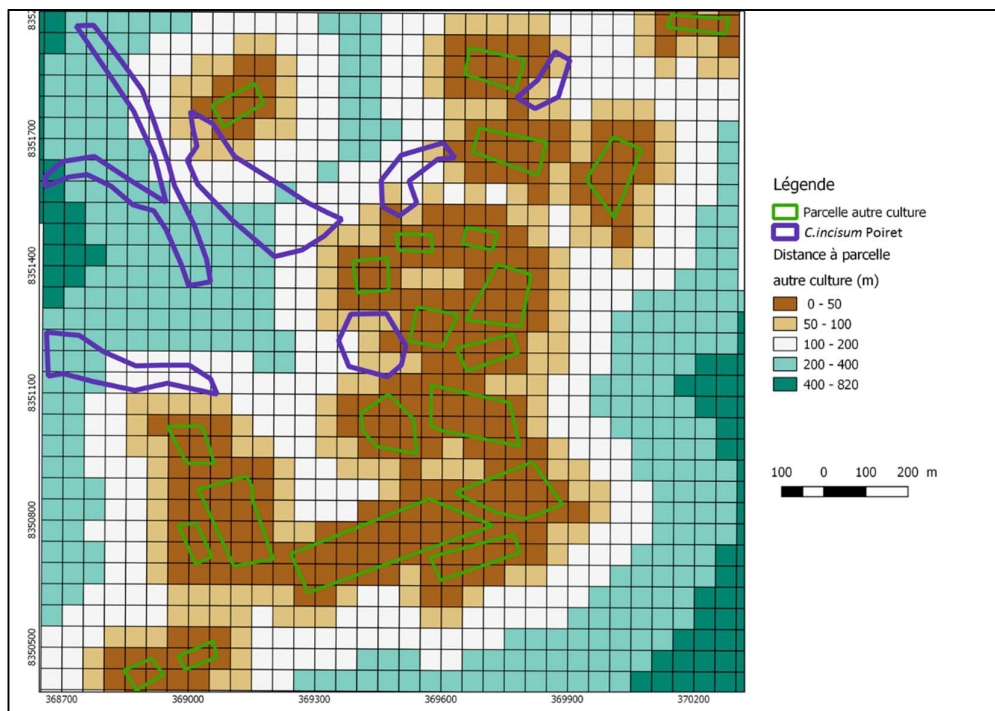 8352
8351700
8351400
8351100
8350800
8350500
368700 369000 369300 369600 369900 370200
Légende
Parcelle autre culture
C.incisum Poiret
Distance à parcelle
autre culture (m)
0 - 50
50 - 100
100 - 200
200 - 400
400 - 820
100 0 100 200 m